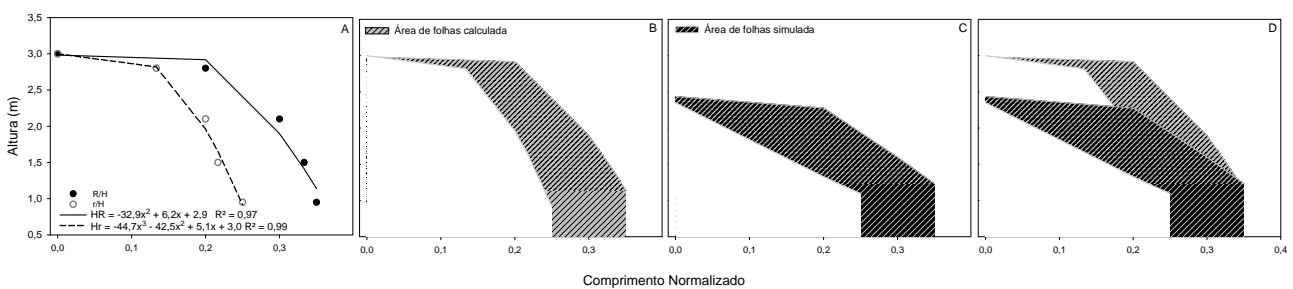 3,5
3,0
2,5
2,0
1,5
1,0
0,5
Altura (m)
A
R/H
r/H
HR = -32,9x² + 6,2x + 2,9 R² = 0,97
Hr = -44,7x³ - 42,5x² + 5,1x + 3,0 R² = 0,99
0,0 0,2 0,3
Área de folhas calculada B
0,0 0,1 0,2 0,3
Área de folhas simulada C
0,0 0,1 0,2 0,3
D
0,0 0,1 0,2 0,3 0,4
Comprimento Normalizado